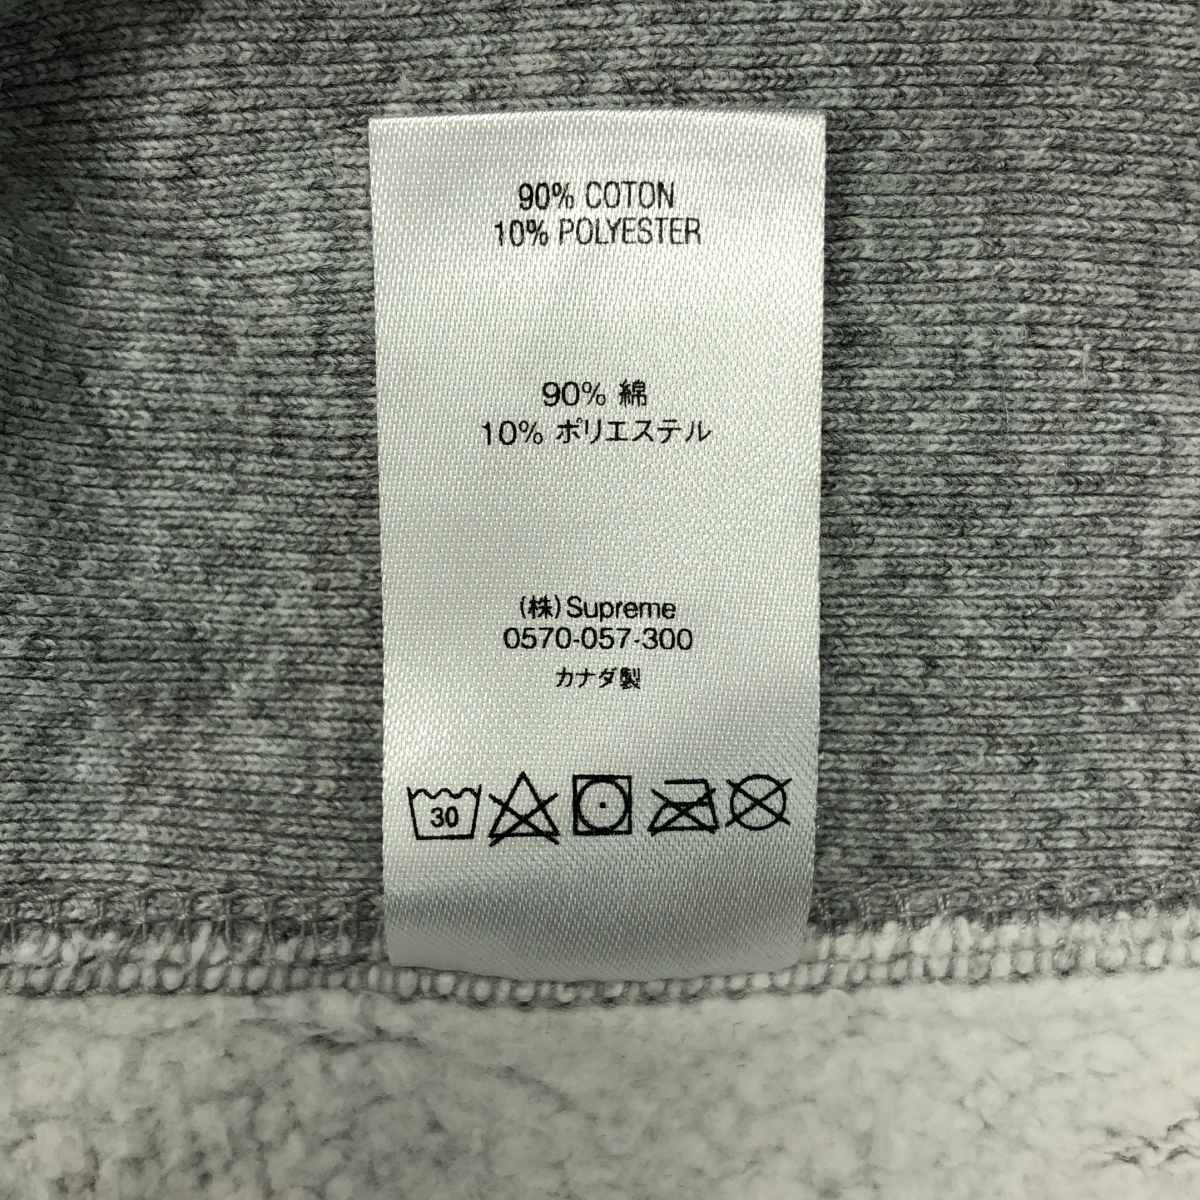 90% COTON
10% POLYESTER
90% 綿
10% ポリエステル
(株)Supreme
0570-057-300
カナダ製
30